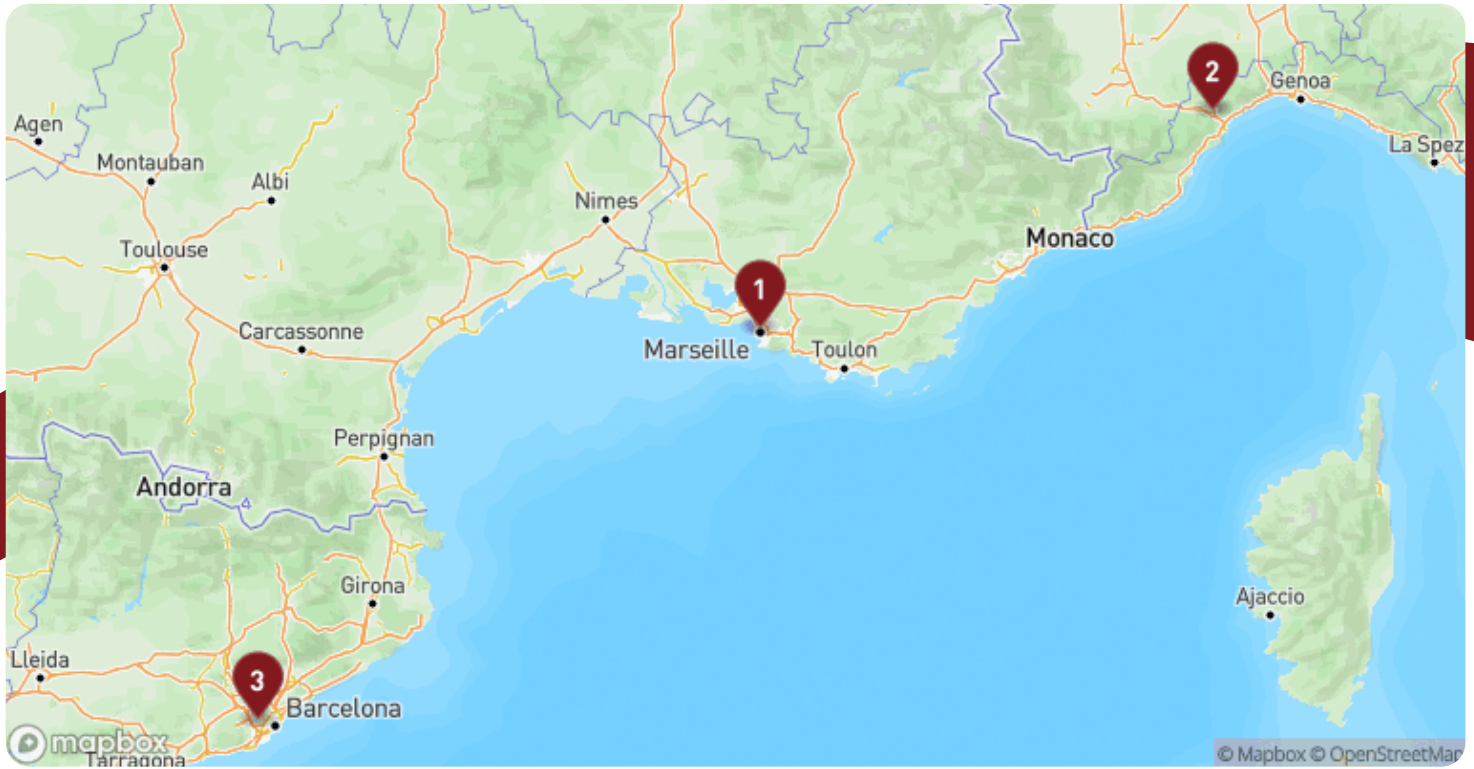 2
Genoa
Agen
La Spez
Montauban
Albi
Nimes
Toulouse
Monaco
1
Carcassonne
Marseille
Toulon
Perpignan
Andorra
Girona
Ajaccio
Lleida
3
Barcelona
mapbox
Tarragona
© Mapbox © OpenStreetMap